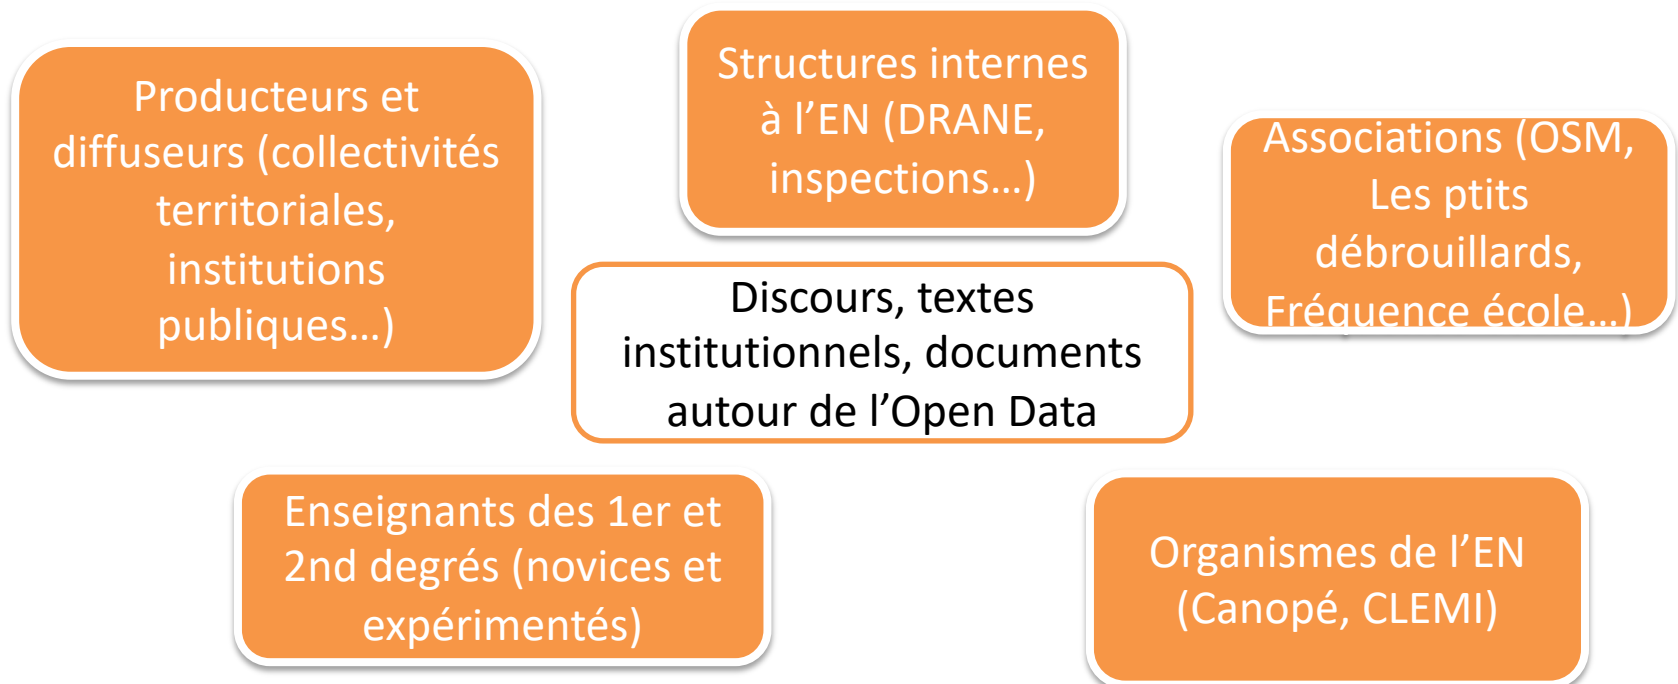 Producteurs et
diffuseurs (collectivités
territoriales,
institutions
publiques…)
Structures internes
à l’EN (DRANE,
inspections…)
Associations (OSM,
Les ptits
débrouillards,
Fréquence école…)
Discours, textes
institutionnels, documents
autour de l’Open Data
Enseignants des 1er et
2nd degrés (novices et
expérimentés)
Organismes de l’EN
(Canopé, CLEMI)